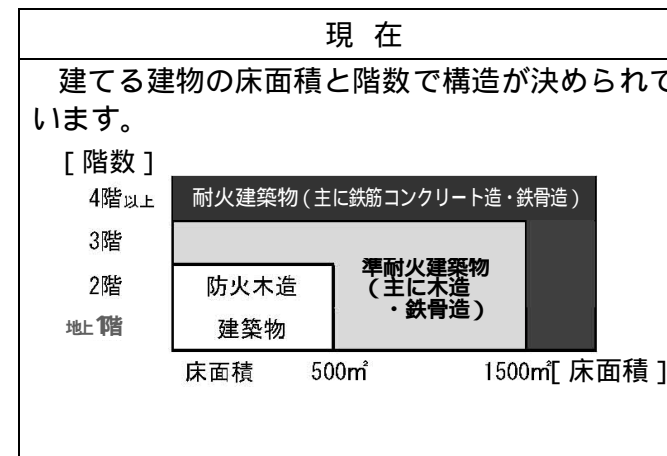 現 在
建てる建物の床面積と階数で構造が決められて
います。
[ 階数 ]
4階以上 耐火建築物(主に鉄筋コンクリート造・鉄骨造)
3階
準耐火建築物
2階 防火木造 (主に木造
・鉄骨造)
地上1階 建築物
床面積 500㎡ 1500㎡[ 床面積 ]